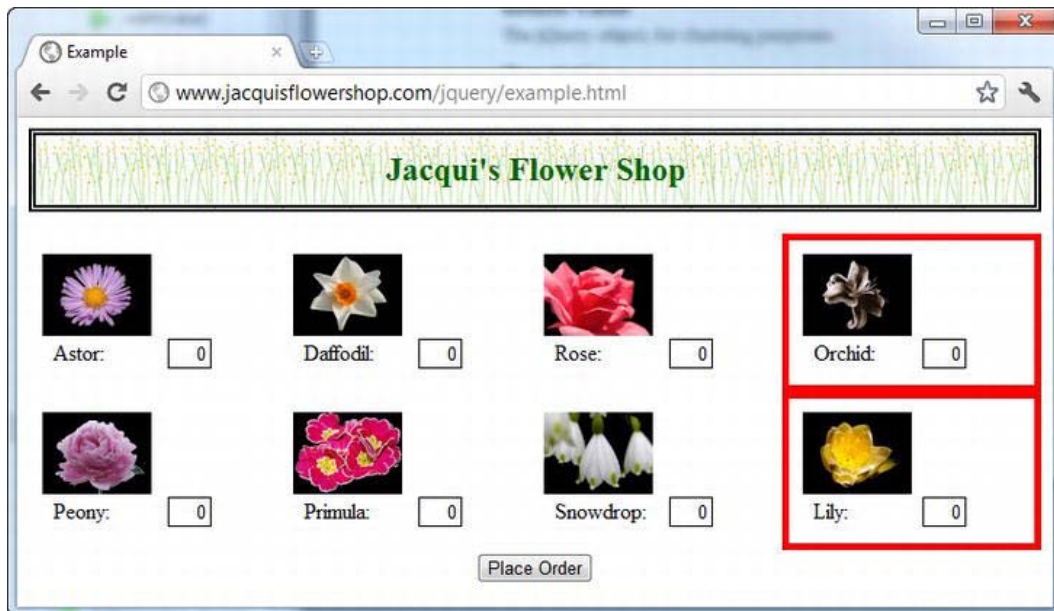 Example
www.jacquisflowershop.com/jquery/example.html
Jacqui's Flower Shop
Astor: 0 Daffodil: 0 Rose: 0 Orchid: 0
Peony: 0 Primula: 0 Snowdrop: 0 Lily: 0
Place Order